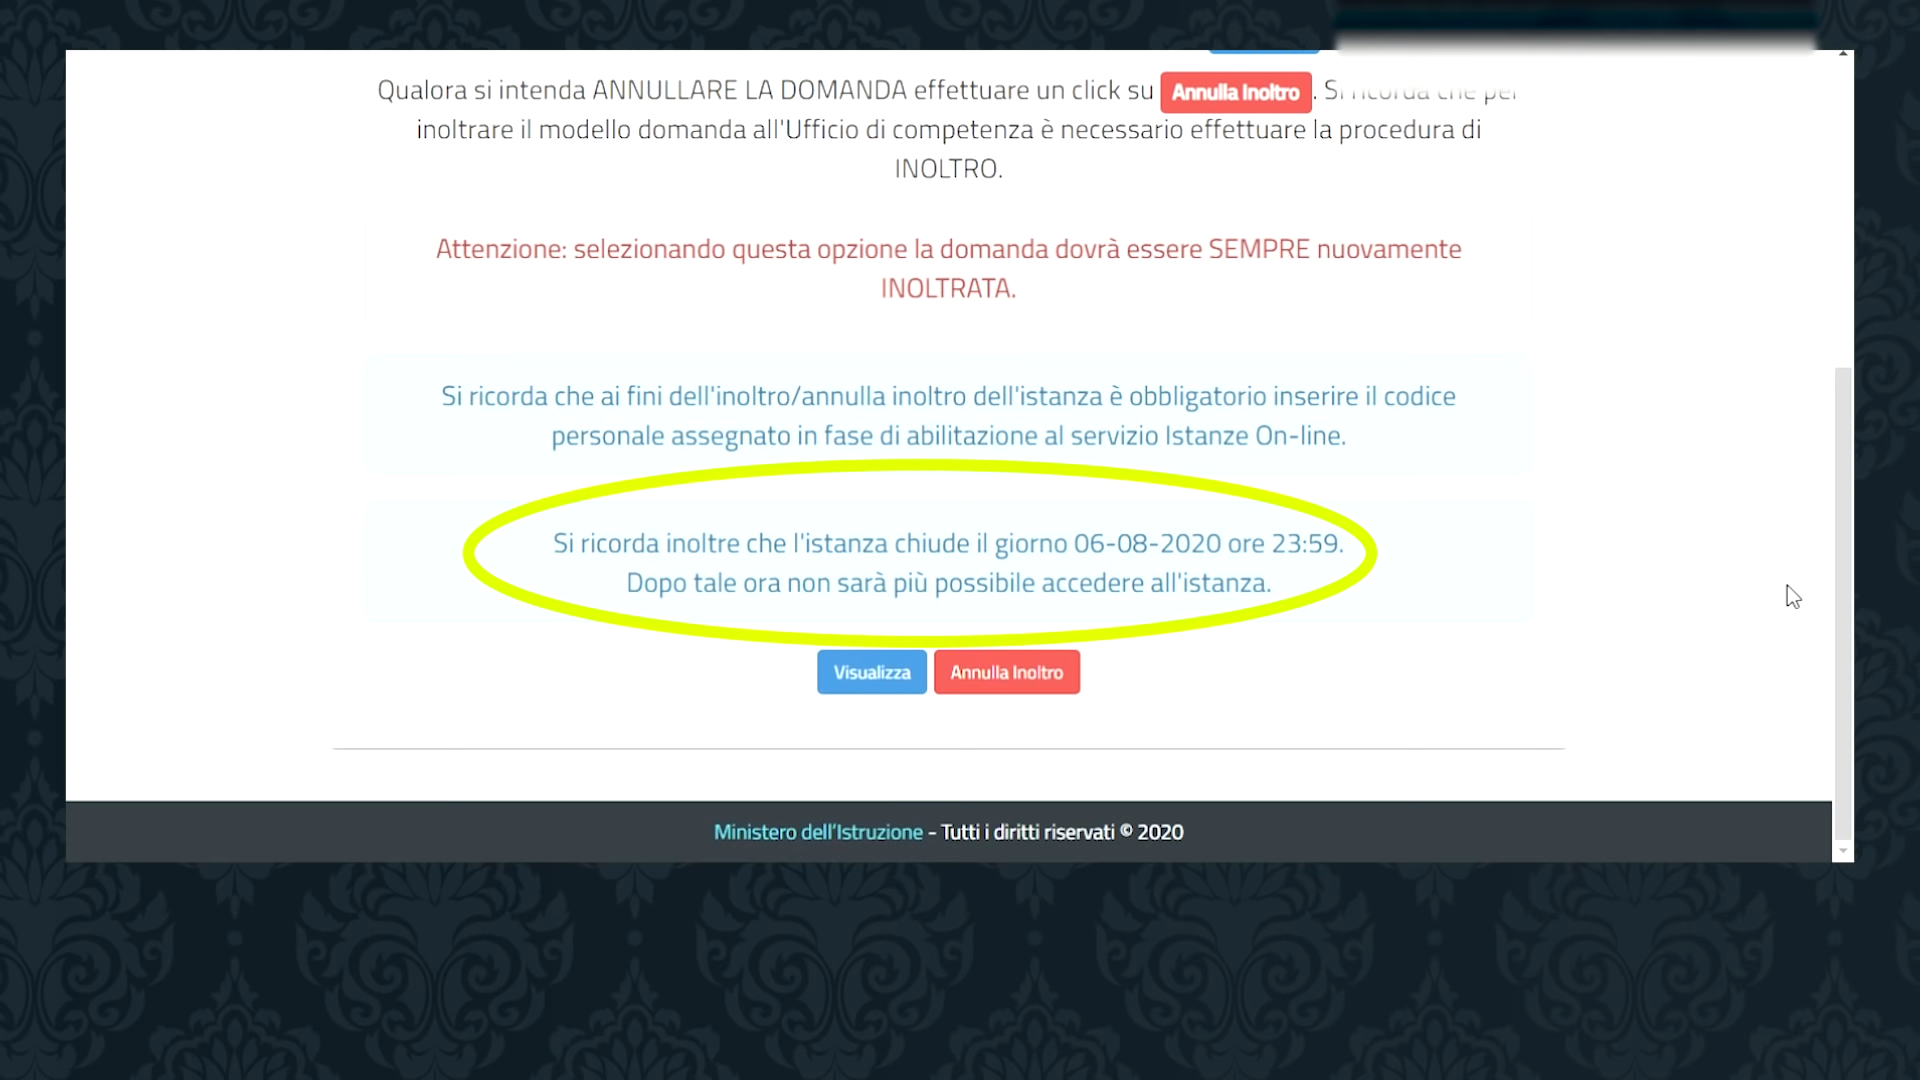 Qualora si intenda ANNULLARE LA DOMANDA effettuare un click su Annulla Inoltro. Si ricorda che per
inoltrare il modello domanda all'Ufficio di competenza è necessario effettuare la procedura di
INOLTRO.
Attenzione: selezionando questa opzione la domanda dovrà essere SEMPRE nuovamente
INOLTRATA.
Si ricorda che ai fini dell'inoltro/annulla inoltro dell'istanza è obbligatorio inserire il codice
personale assegnato in fase di abilitazione al servizio Istanze On-line.
Si ricorda inoltre che l'istanza chiude il giorno 06-08-2020 ore 23:59.
Dopo tale ora non sarà più possibile accedere all'istanza.
Visualizza Annulla Inoltro
Ministero dell'Istruzione - Tutti i diritti riservati © 2020